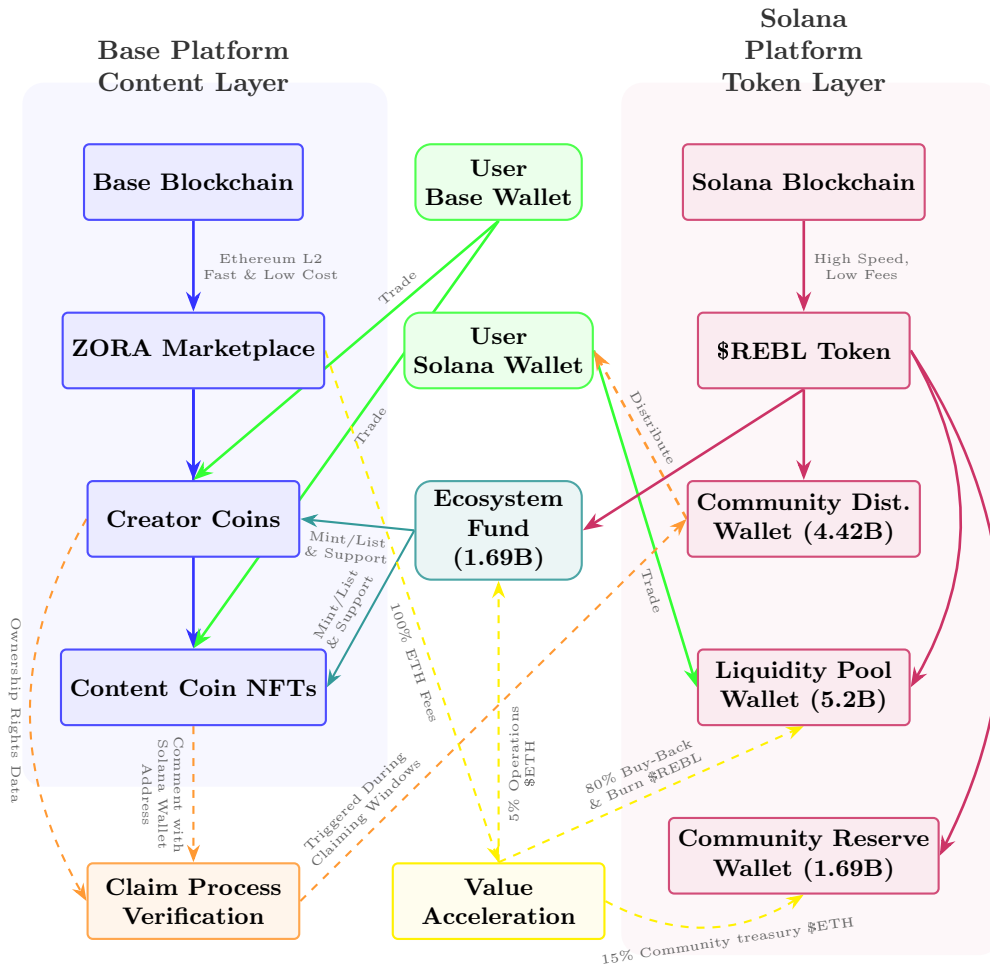 Solana
Platform
Token Layer
Base Platform
Content Layer
Base Blockchain
User
Base Wallet
Solana Blockchain
Ethereum L2
Fast & Low Cost
High Speed,
Low Fees
Trade
ZORA Marketplace
User
Solana Wallet
$REBL Token
Trade
Distribute
Creator Coins
Ecosystem
Fund
(1.69B)
Community Dist.
Wallet (4.42B)
Mint/List
& Support
Mint/List
& Support
Trade
100% ETH Fees
Ownership Rights Data
Content Coin NFTs
Liquidity Pool
Wallet (5.2B)
Comment with
Solana Wallet
Address
Triggered During
Claiming Windows
5% Operations
$ETH
80% Buy-Back
& Burn $REBL
Community Reserve
Wallet (1.69B)
Claim Process
Verification
Value
Acceleration
15% Community treasury $ETH